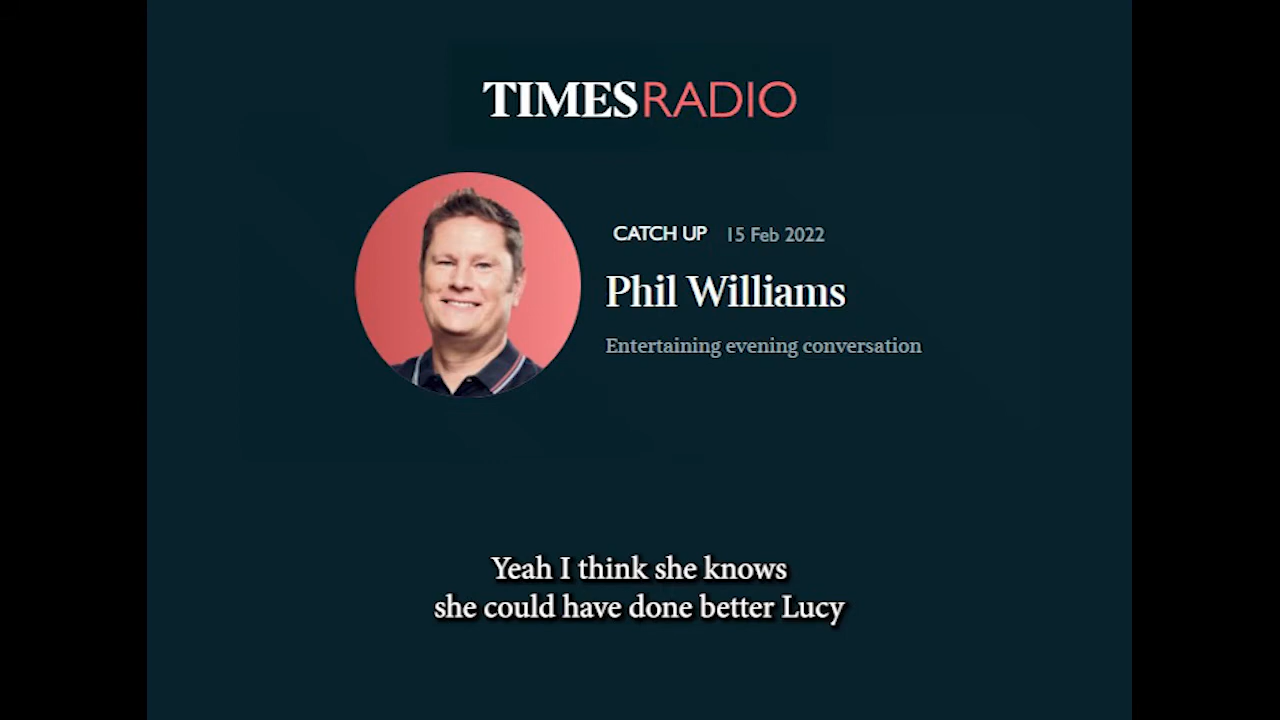 TIMES RADIO
CATCH UP 15 Feb 2022
Phil Williams
Entertaining evening conversation
Yeah I think she knows
she could have done better Lucy